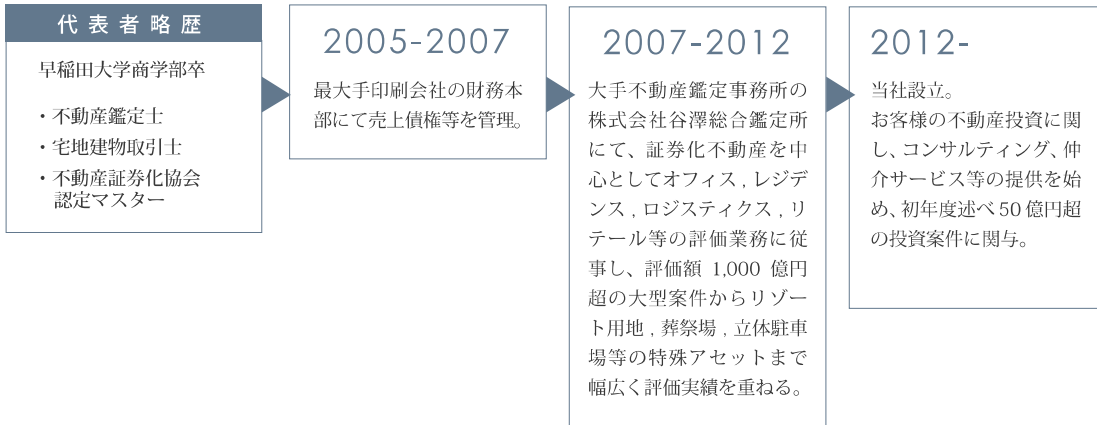 代表者略歴
早稲田大学商学部卒
・不動産鑑定士
・宅地建物取引士
・不動産証券化協会
認定マスター
2005-2007
最大手印刷会社の財務本
部にて売上債権等を管理。
2007-2012
大手不動産鑑定事務所の
株式会社谷澤総合鑑定所
にて、証券化不動産を中
心としてオフィス , レジデ
ンス , ロジスティクス , リ
テール等の評価業務に従
事し、評価額 1,000 億円
超の大型案件からリゾー
ト用地 , 葬祭場 , 立体駐車
場等の特殊アセットまで
幅広く評価実績を重ねる。
2012-
当社設立。
お客様の不動産投資に関
し、コンサルティング、仲
介サービス等の提供を始
め、初年度述べ 50 億円超
の投資案件に関与。